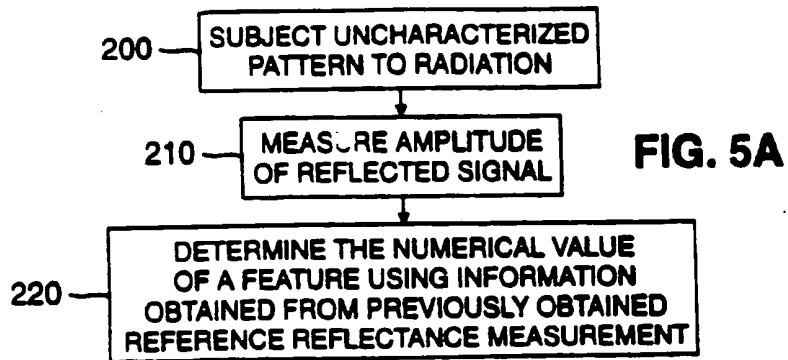 200
SUBJECT UNCHARACTERIZED
PATTERN TO RADIATION
210
MEASURE AMPLITUDE
OF REFLECTED SIGNAL
FIG. 5A
220
DETERMINE THE NUMERICAL VALUE
OF A FEATURE USING INFORMATION
OBTAINED FROM PREVIOUSLY OBTAINED
REFERENCE REFLECTANCE MEASUREMENT